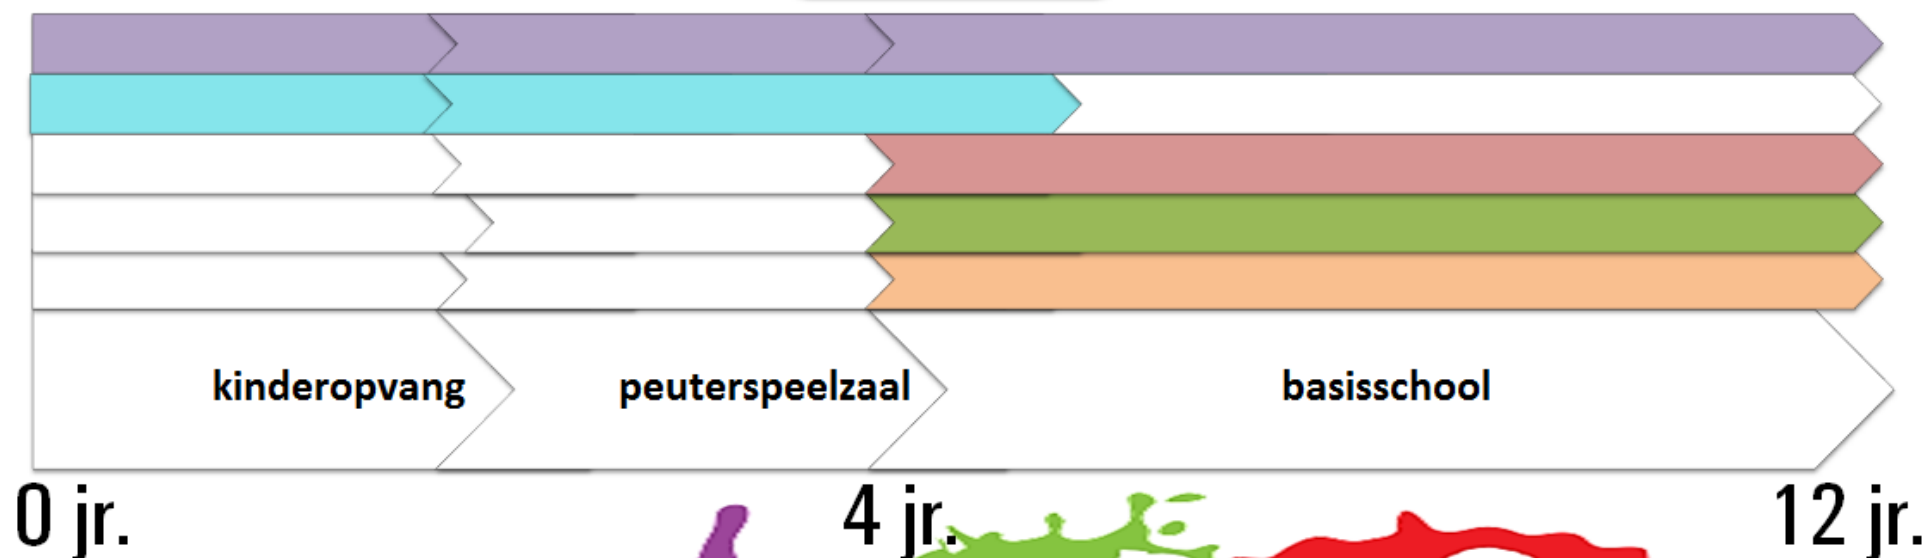 kinderopvang peuterspeelzaal basisschool
0 jr. 4 jr. 12 jr.